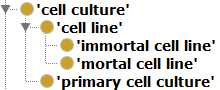 'cell culture'
'cell line'
'immortal cell line'
'mortal cell line'
'primary cell culture'